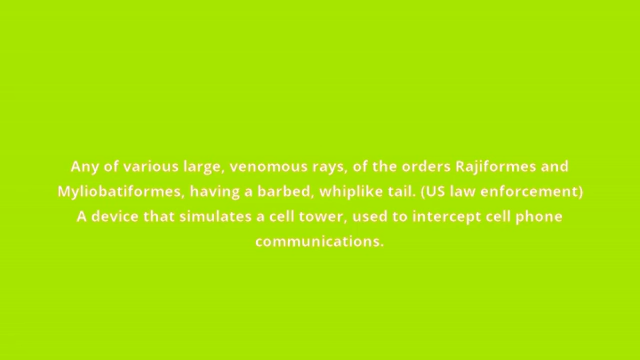 Any of various large, venomous rays, of the orders Rajiformes and
Myliobatiformes, having a barbed, whiplike tail. (US law enforcement)
A device that simulates a cell tower, used to intercept cell phone
communications.